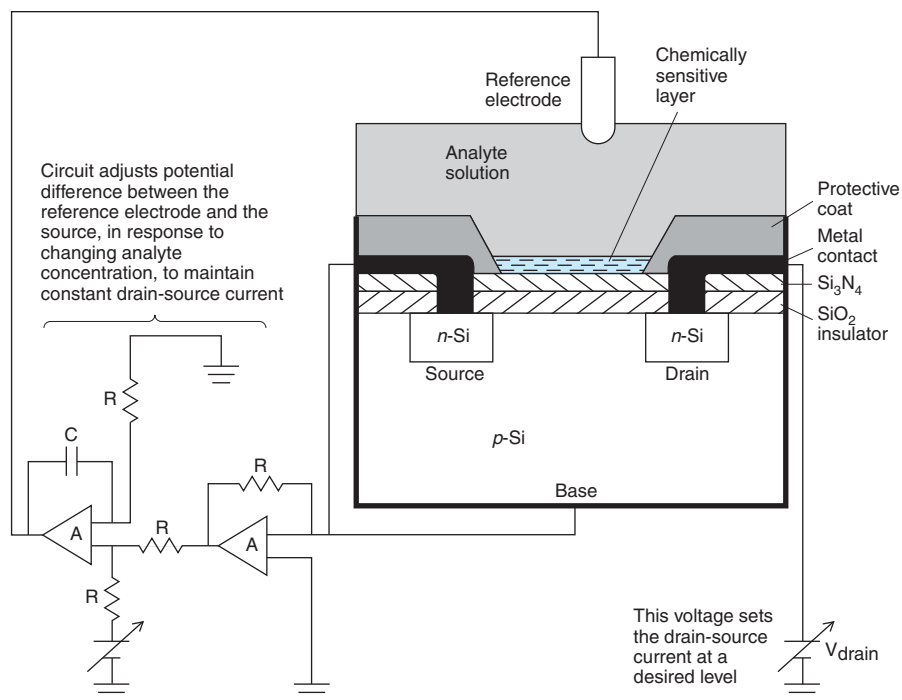 Chemically
sensitive
layer
Reference
electrode
Analyte
solution
Circuit adjusts potential
difference between the
reference electrode and the
source, in response to
changing analyte
concentration, to maintain
constant drain-source current
Protective
coat
Metal
contact
Si₃N₄
SiO₂
insulator
n-Si
n-Si
Source
Drain
R
C
p-Si
R
Base
A
R
A
R
This voltage sets
the drain-source
current at a
desired level
Vdrain